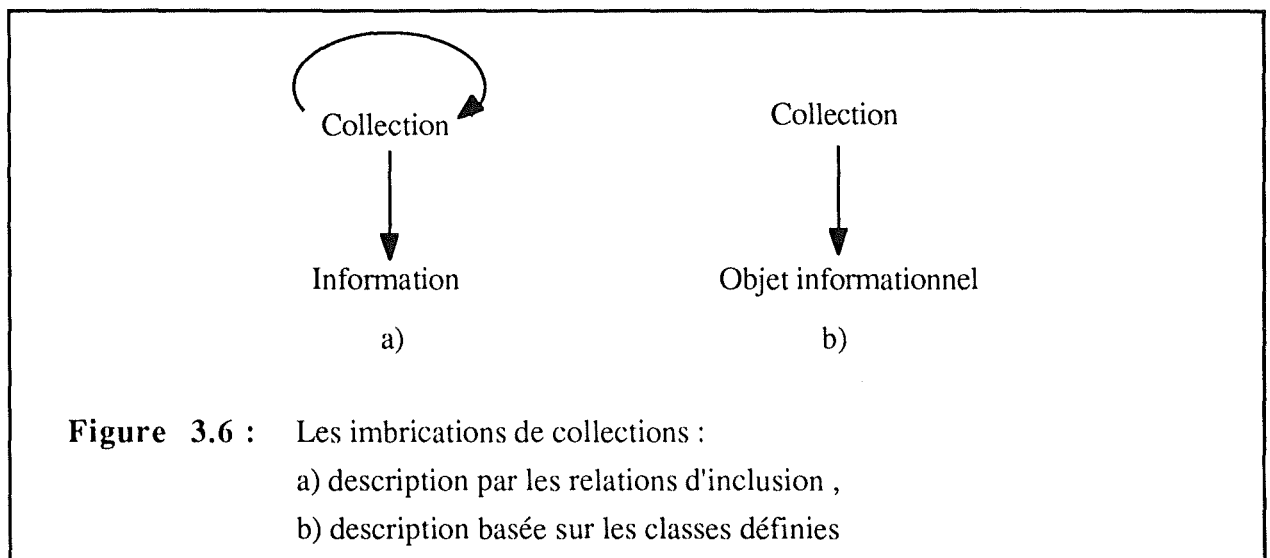 Collection
Collection
Information
Objet informationnel
a)
b)
Figure 3.6 : Les imbrications de collections :
a) description par les relations d'inclusion ,
b) description basée sur les classes définies